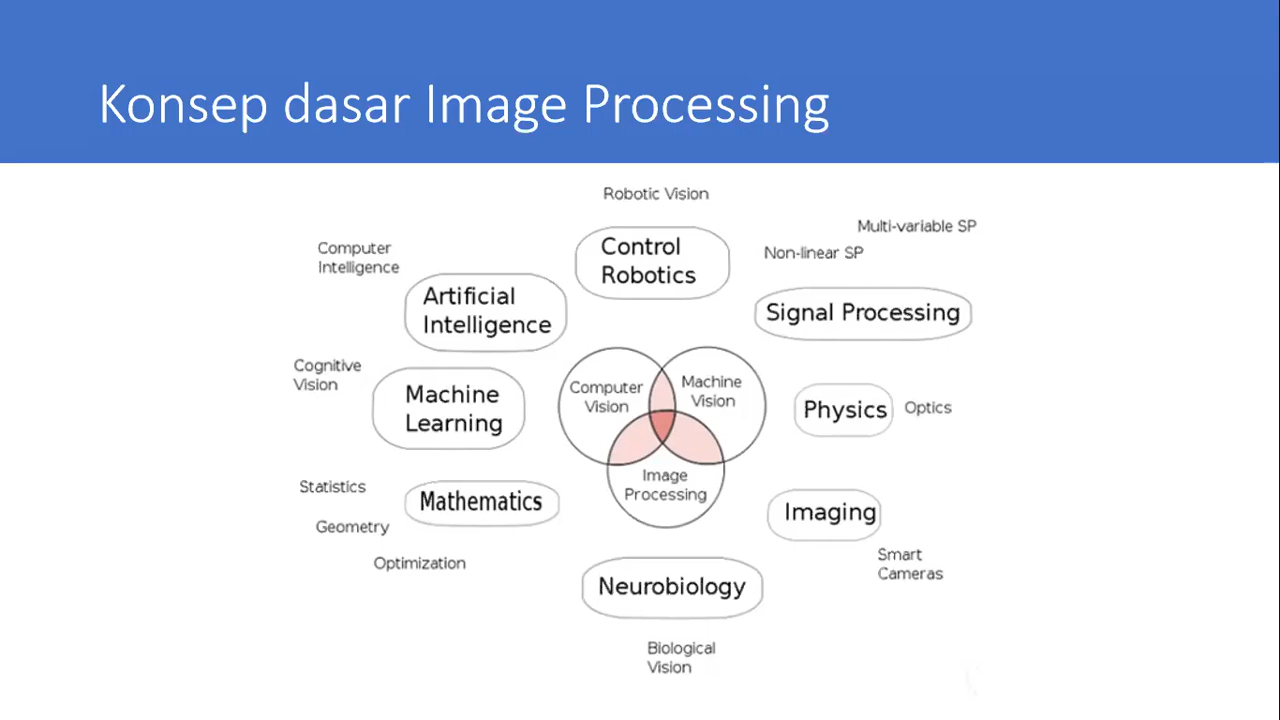 Konsep dasar Image Processing
Robotic Vision
Multi-variable SP
Non-linear SP
Computer
Intelligence
Control
Robotics
Artificial
Intelligence
Signal Processing
Cognitive
Vision
Machine
Learning
Computer
Vision
Machine
Vision
Physics
Optics
Image
Processing
Statistics
Mathematics
Geometry
Optimization
Imaging
Smart
Cameras
Neurobiology
Biological
Vision